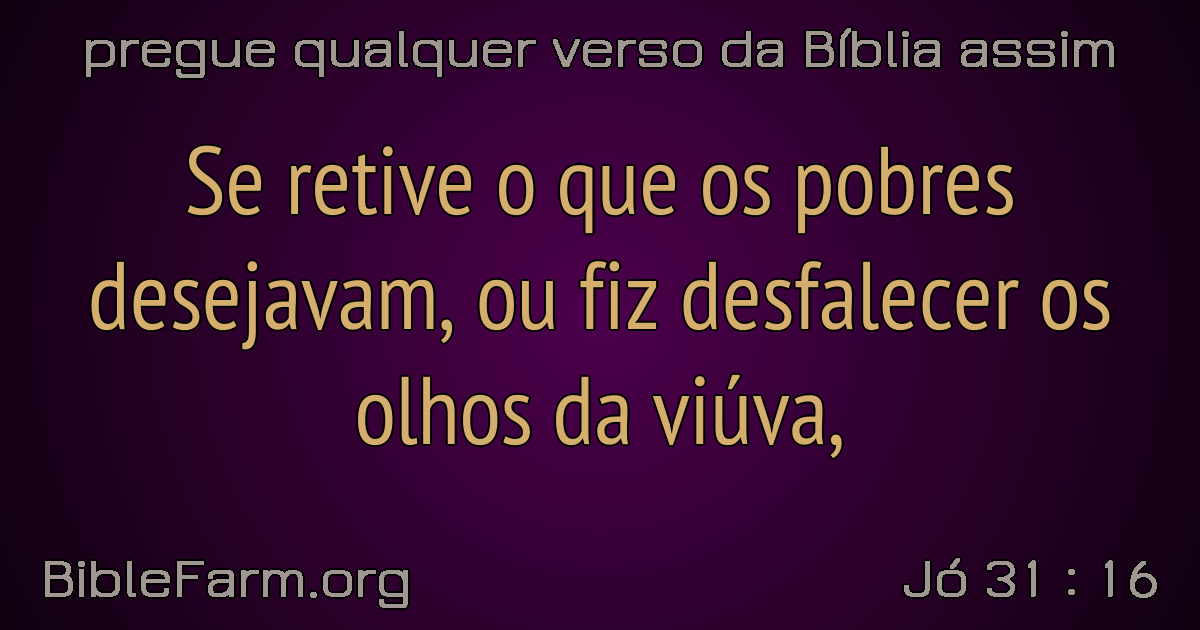 pregue qualquer verso da Bíblia assim
Se retive o que os pobres
desejavam, ou fiz desfalecer os
olhos da viúva,
BibleFarm.org
Jó 31 : 16